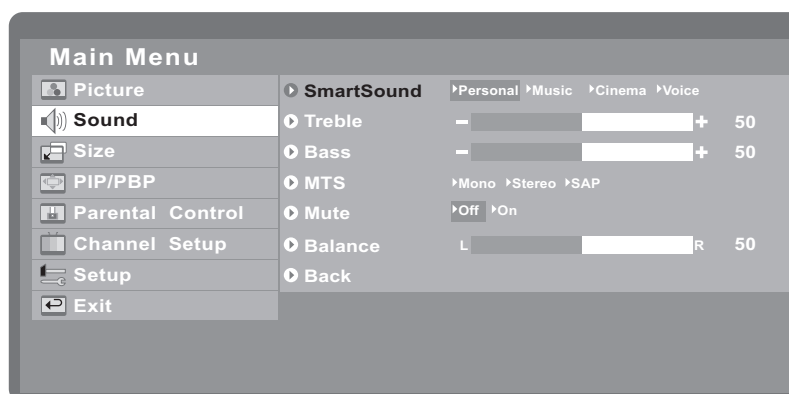 Main Menu
Picture
Sound
Size
PIP/PBP
Parental Control
Channel Setup
Setup
Exit
SmartSound Personal Music Cinema Voice
Treble − + 50
Bass − + 50
MTS Mono Stereo SAP
Mute Off On
Balance L R 50
Back